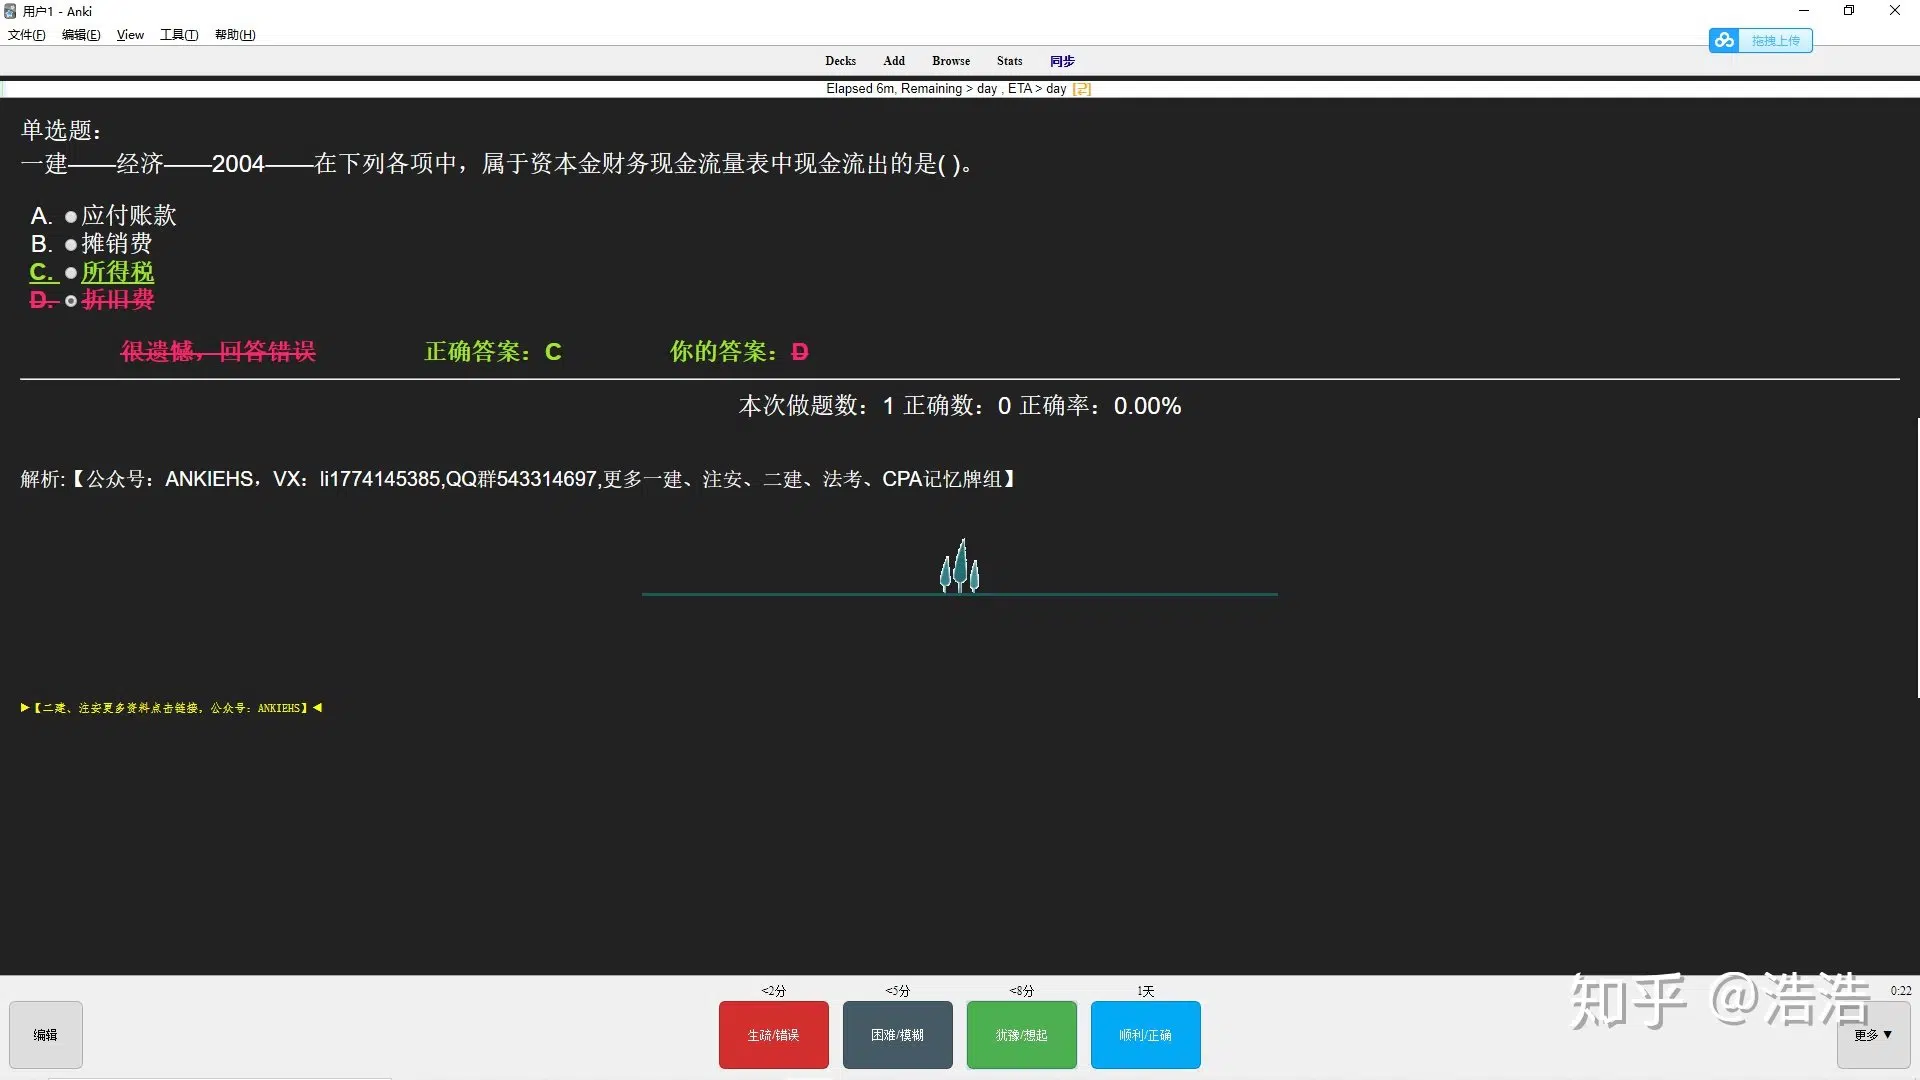 用户1 - Anki
文件(F) 编辑(E) View 工具(T) 帮助(H)
拖拽上传
Decks Add Browse Stats 同步
Elapsed 6m, Remaining > day , ETA > day [⥄]
单选题：
一建——经济——2004——在下列各项中，属于资本金财务现金流量表中现金流出的是( )。
A. 应付账款
B. 摊销费
C. 所得税
D. 折旧费
很遗憾，回答错误 正确答案：C 你的答案：D
本次做题数：1 正确数：0 正确率：0.00%
解析:【公众号：ANKIEHS，VX：li1774145385,QQ群543314697,更多一建、注安、二建、法考、CPA记忆牌组】
▶【二建、注安更多资料点击链接，公众号：ANKIEHS】◀
<2分 <5分 <8分 1天 0:22
编辑 生疏/错误 困难/模糊 犹豫/想起 顺利/正确 更多 ▼
知乎 @浩浩